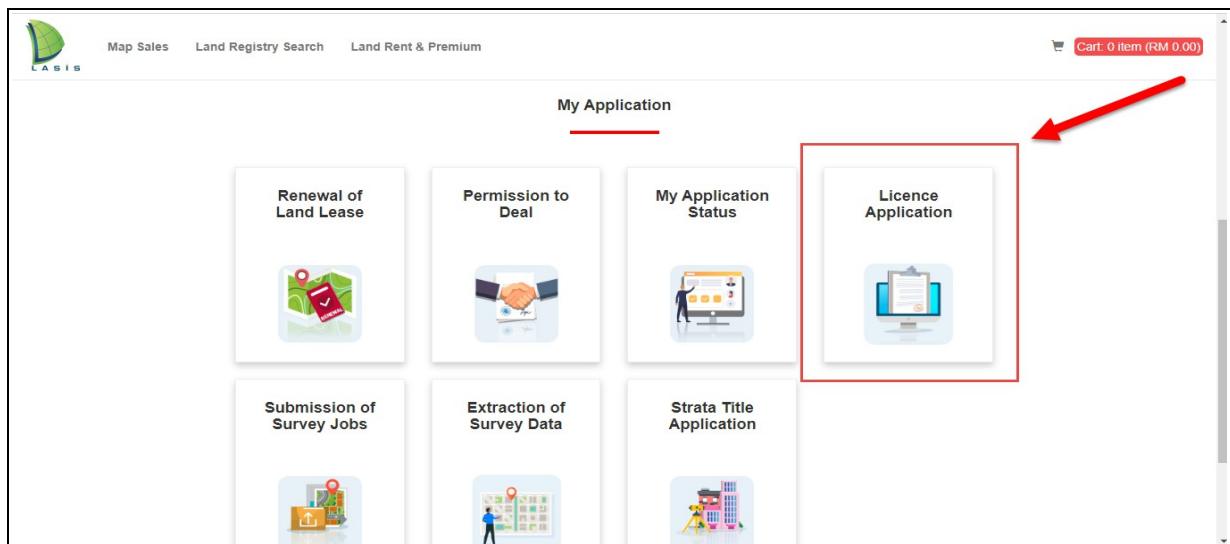 LASIS
Map Sales
Land Registry Search
Land Rent & Premium
Cart: 0 item (RM 0.00)
My Application
Renewal of
Land Lease
Permission to
Deal
My Application
Status
Licence
Application
RENEWAL
Submission of
Survey Jobs
Extraction of
Survey Data
Strata Title
Application